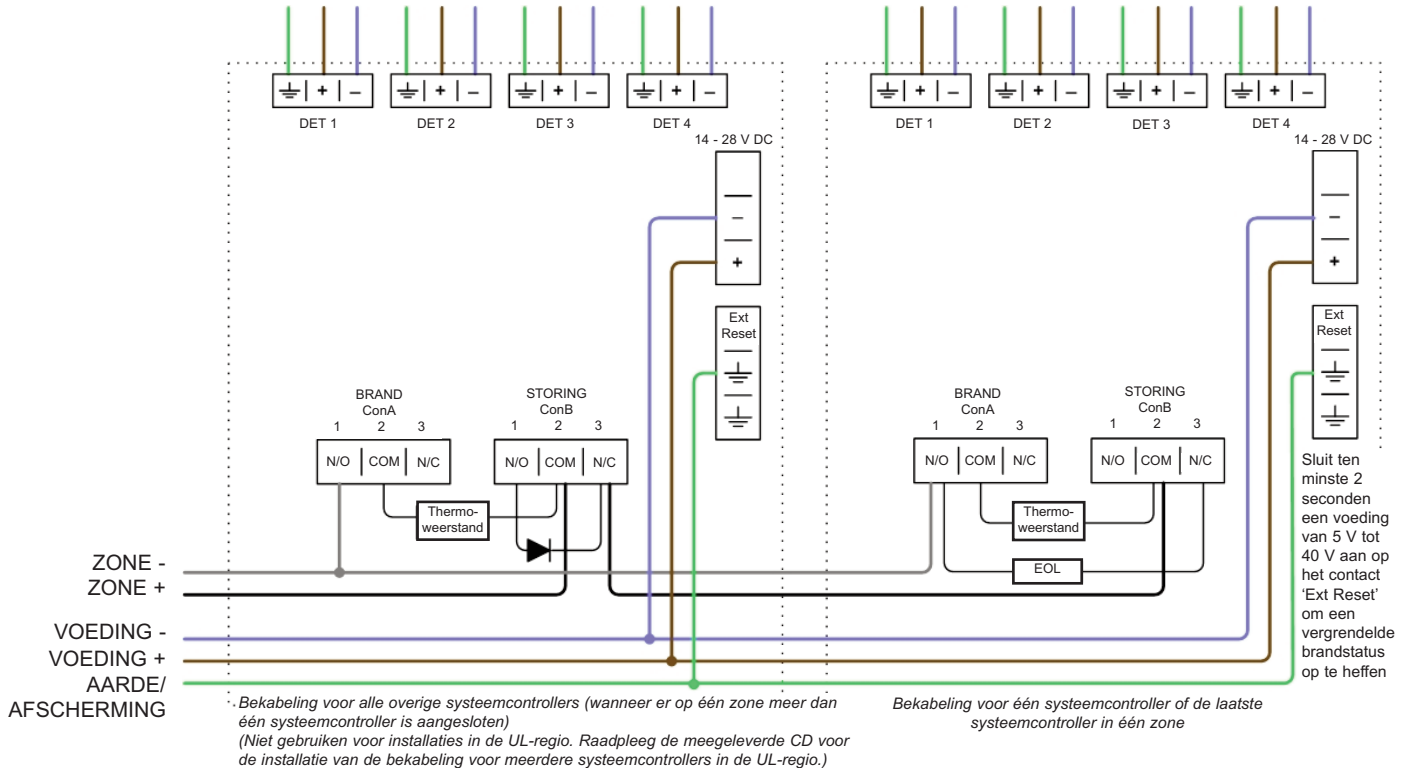 + − + − + − + −
DET 1 DET 2 DET 3 DET 4
14 - 28 V DC
−
+
Ext
Reset
BRAND
ConA
1 2 3
N/O COM N/C
STORING
ConB
1 2 3
N/O COM N/C
Thermo-
weerstand
+ − + − + − + −
DET 1 DET 2 DET 3 DET 4
14 - 28 V DC
−
+
Ext
Reset
BRAND
ConA
1 2 3
N/O COM N/C
STORING
ConB
1 2 3
N/O COM N/C
Thermo-
weerstand
EOL
Sluit ten
minste 2
seconden
een voeding
van 5 V tot
40 V aan op
het contact
‘Ext Reset’
om een
vergrendelde
brandstatus
op te heffen
ZONE -
ZONE +
VOEDING -
VOEDING +
AARDE/
AFSCHERMING
Bekabeling voor alle overige systeemcontrollers (wanneer er op één zone meer dan
één systeemcontroller is aangesloten)
(Niet gebruiken voor installaties in de UL-regio. Raadpleeg de meegeleverde CD voor
de installatie van de bekabeling voor meerdere systeemcontrollers in de UL-regio.)
Bekabeling voor één systeemcontroller of de laatste
systeemcontroller in één zone